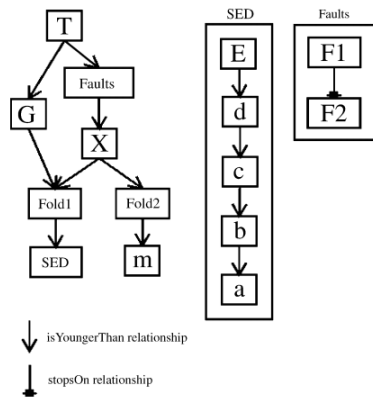 SED
Faults
T
E
F1
Faults
d
F2
G
X
c
Fold1
Fold2
b
SED
m
a
isYoungerThan relationship
stopsOn relationship